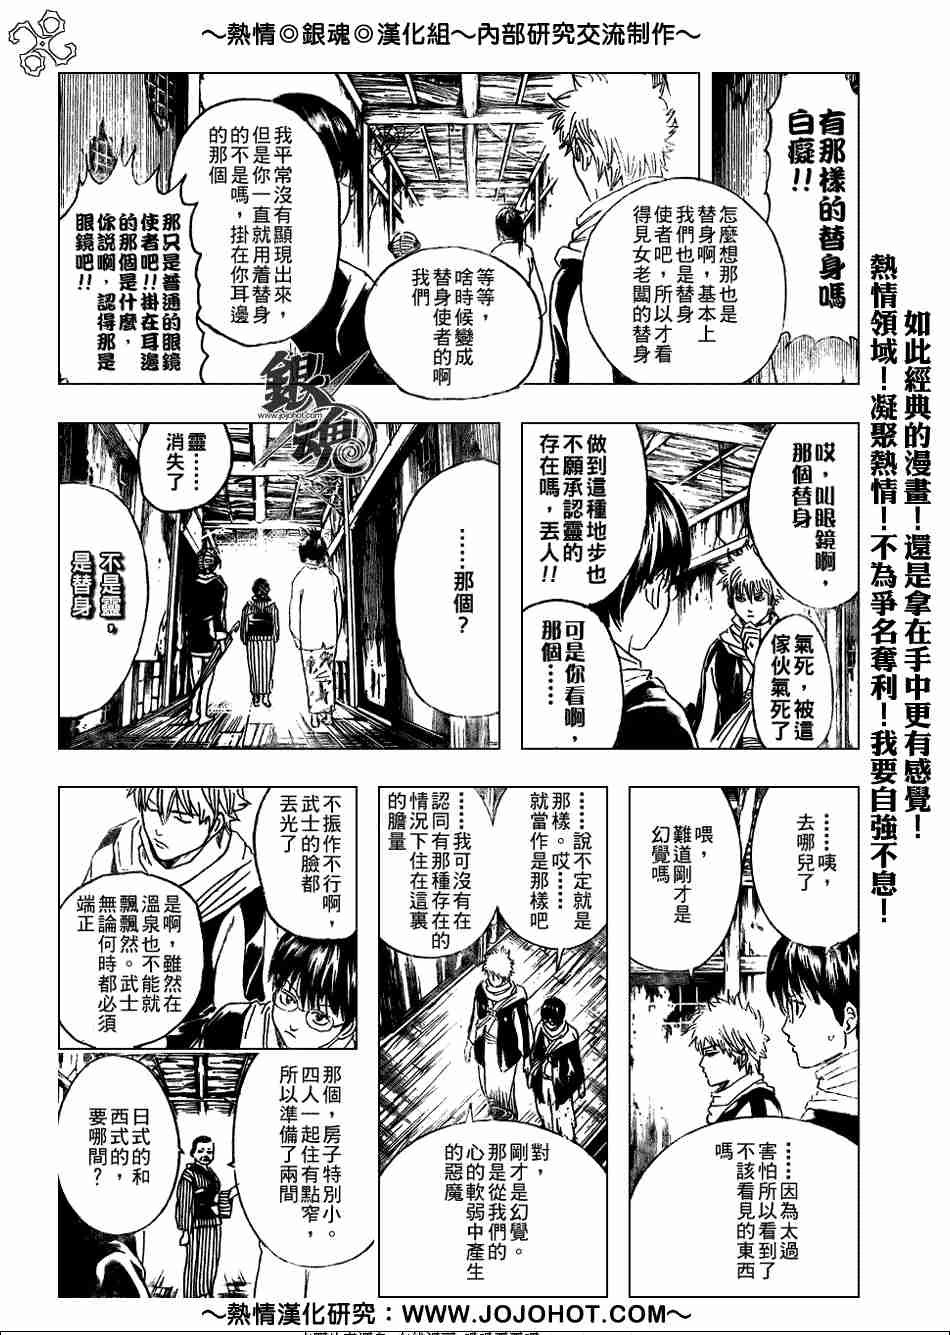 ～熱情◎銀魂◎漢化組～內部研究交流制作～
有那樣的替身嗎
白癡!!
怎麼想那也是
替身啊，基本上
我們也是替身
使者吧，所以才看
得見女老闆的替身
等等，
啥時候變成
替身使者的啊
我們
我平常沒有顯現出來，
但是你一直就用着替身
的不是嗎，掛在你耳邊
的那個
那只是普通的眼鏡
使者吧!!掛在耳邊
的那個是什麼，
你說啊，認得那是
眼鏡吧!!
如此經典的漫畫！還是拿在手中更有感覺！
熱情領域！凝聚熱情！不為爭名奪利！我要自強不息！
哎，叫眼鏡啊，
那個替身
氣死，被這
傢伙氣死了
做到這種地步也
不願承認靈的
存在嗎，丟人!!
可是你看啊，
那個……
……那個？
靈……
消失了
不是靈，
是替身
銀魂
www.jojohot.com
……咦，
去哪兒了
喂，
難道剛才是
幻覺嗎
……因為太過
害怕所以看到了
不該看見的東西
嗎
……說不定就是
那樣。哎……
就當作是那樣吧
……我可沒有在
認同有那種存在的
情況下住在這裏
的膽量
對，
剛才是幻覺。
那是從我們的
心的軟弱中產生
的惡魔
不振作不行啊，
武士的臉都
丟光了
是啊，雖然在
溫泉也不能就
飄飄然。武士
無論何時都必須
端正
那個，房子特別小。
四人一起住有點窄，
所以準備了兩間
日式的和
西式的，
要哪間？
～熱情漢化研究：WWW.JOJOHOT.COM～